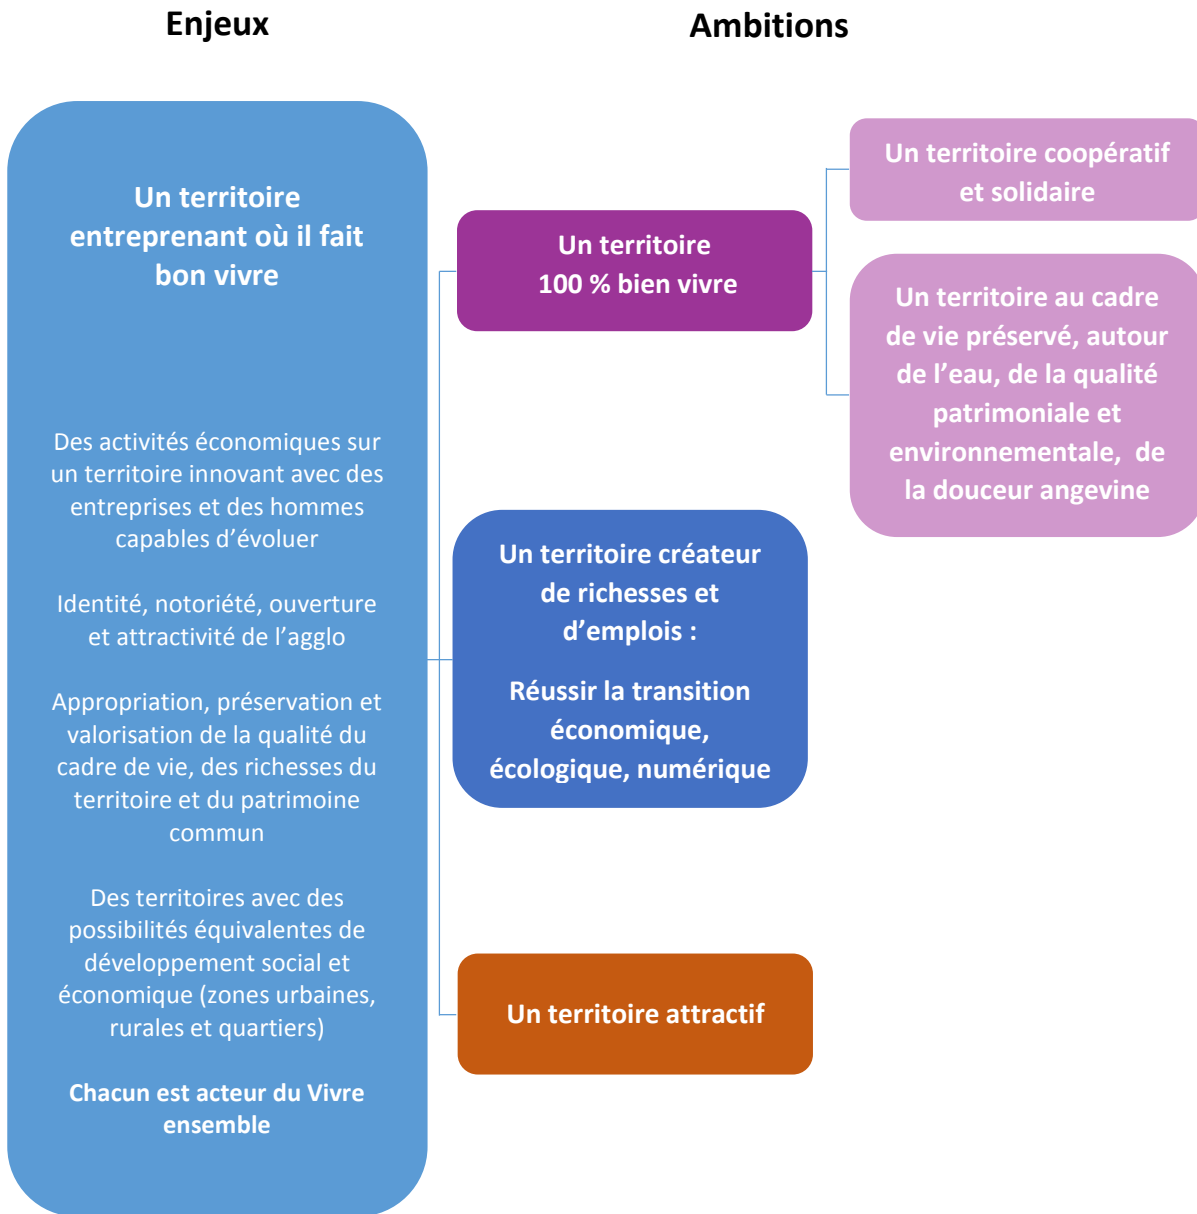 Enjeux
Ambitions
Un territoire
entreprenant où il fait
bon vivre
Des activités économiques sur
un territoire innovant avec des
entreprises et des hommes
capables d’évoluer
Identité, notoriété, ouverture
et attractivité de l’agglo
Appropriation, préservation et
valorisation de la qualité du
cadre de vie, des richesses du
territoire et du patrimoine
commun
Des territoires avec des
possibilités équivalentes de
développement social et
économique (zones urbaines,
rurales et quartiers)
Chacun est acteur du Vivre
ensemble
Un territoire
100 % bien vivre
Un territoire coopératif
et solidaire
Un territoire au cadre
de vie préservé, autour
de l’eau, de la qualité
patrimoniale et
environnementale, de
la douceur angevine
Un territoire créateur
de richesses et
d’emplois :
Réussir la transition
économique,
écologique, numérique
Un territoire attractif